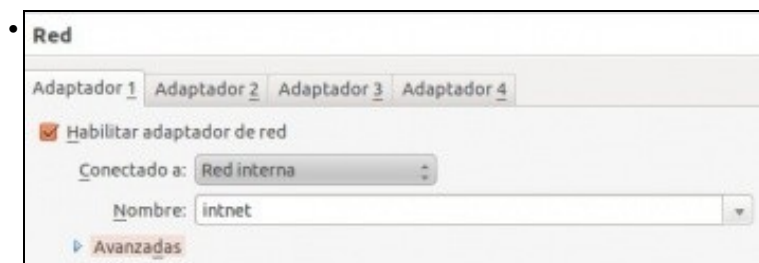 Red
Adaptador 1 Adaptador 2 Adaptador 3 Adaptador 4
Habilitar adaptador de red
Conectado a: Red interna
Nombre: intnet
Avanzadas